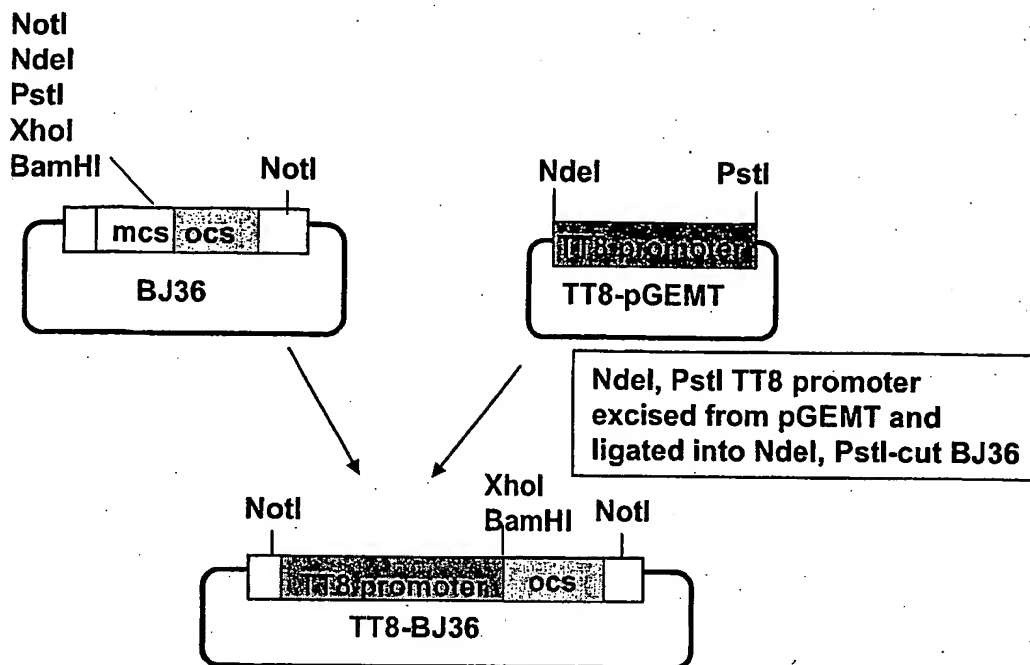 NotI
NdeI
PstI
XhoI
BamHI
NotI
mcs ocs
BJ36
NdeI
PstI
TT8 promoter
TT8-pGEMT
NdeI, PstI TT8 promoter
excised from pGEMT and
ligated into NdeI, PstI-cut BJ36
NotI
XhoI
BamHI
NotI
TT8 promoter
ocs
TT8-BJ36